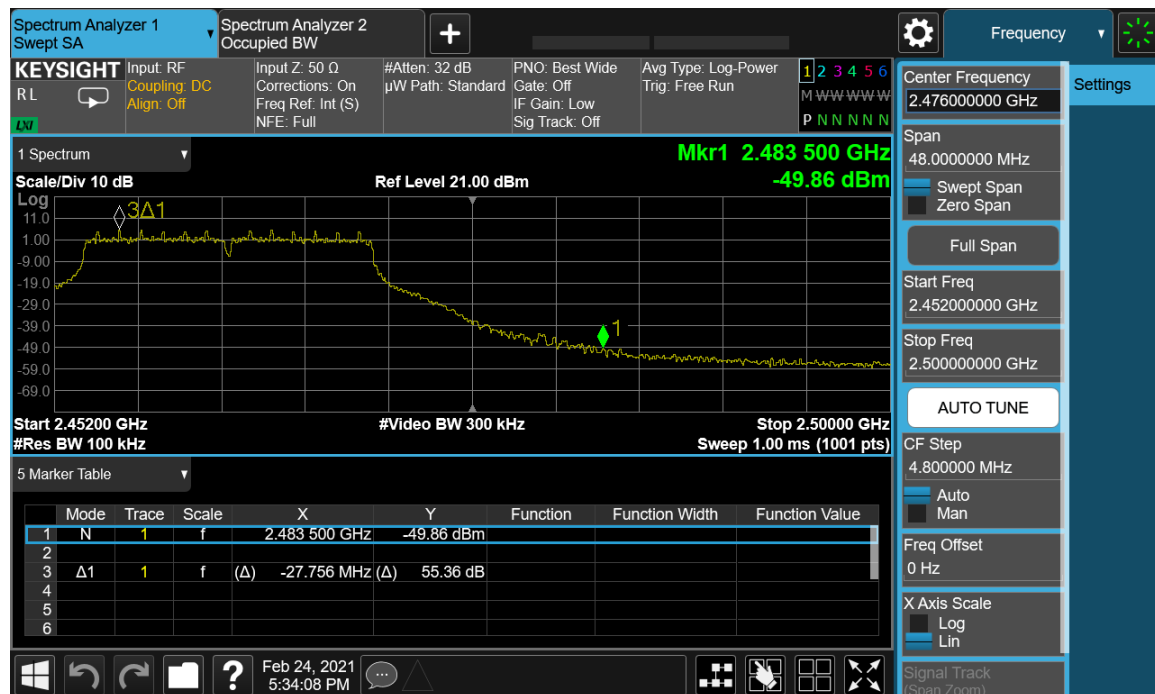 Spectrum Analyzer 1
Swept SA
Spectrum Analyzer 2
Occupied BW
Frequency
KEYSIGHT
R L
LXI
Input: RF
Coupling: DC
Align: Off
Input Z: 50 Ω
Corrections: On
Freq Ref: Int (S)
NFE: Full
#Atten: 32 dB
µW Path: Standard
PNO: Best Wide
Gate: Off
IF Gain: Low
Sig Track: Off
Avg Type: Log-Power
Trig: Free Run
1 2 3 4 5 6
M W W W W W
P N N N N N
1 Spectrum
Mkr1 2.483 500 GHz
Scale/Div 10 dB
Ref Level 21.00 dBm
-49.86 dBm
Log
3Δ1
11.0
1.00
-9.00
-19.0
-29.0
-39.0
1
-49.0
-59.0
-69.0
Start 2.45200 GHz
#Video BW 300 kHz
Stop 2.50000 GHz
#Res BW 100 kHz
Sweep 1.00 ms (1001 pts)
5 Marker Table
Mode Trace Scale X Y Function Function Width Function Value
1 N 1 f 2.483 500 GHz -49.86 dBm
2
3 Δ1 1 f (Δ) -27.756 MHz (Δ) 55.36 dB
4
5
6
Feb 24, 2021
5:34:08 PM
Center Frequency
2.476000000 GHz
Settings
Span
48.0000000 MHz
Swept Span
Zero Span
Full Span
Start Freq
2.452000000 GHz
Stop Freq
2.500000000 GHz
AUTO TUNE
CF Step
4.800000 MHz
Auto
Man
Freq Offset
0 Hz
X Axis Scale
Log
Lin
Signal Track
(Span Zoom)